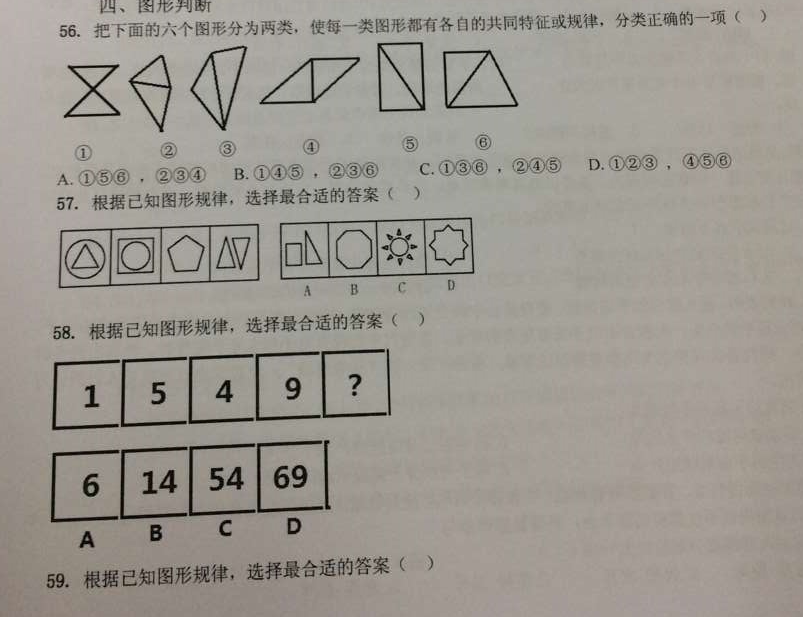 四、图形判断
56. 把下面的六个图形分为两类，使每一类图形都有各自的共同特征或规律，分类正确的一项（ ）
① ② ③ ④ ⑤ ⑥
A. ①⑤⑥ ，②③④ B. ①④⑤ ，②③⑥ C. ①③⑥ ，②④⑤ D. ①②③ ，④⑤⑥
57. 根据已知图形规律，选择最合适的答案（ ）
A B C D
58. 根据已知图形规律，选择最合适的答案（ ）
1 5 4 9 ?
6 14 54 69
A B C D
59. 根据已知图形规律，选择最合适的答案（ ）